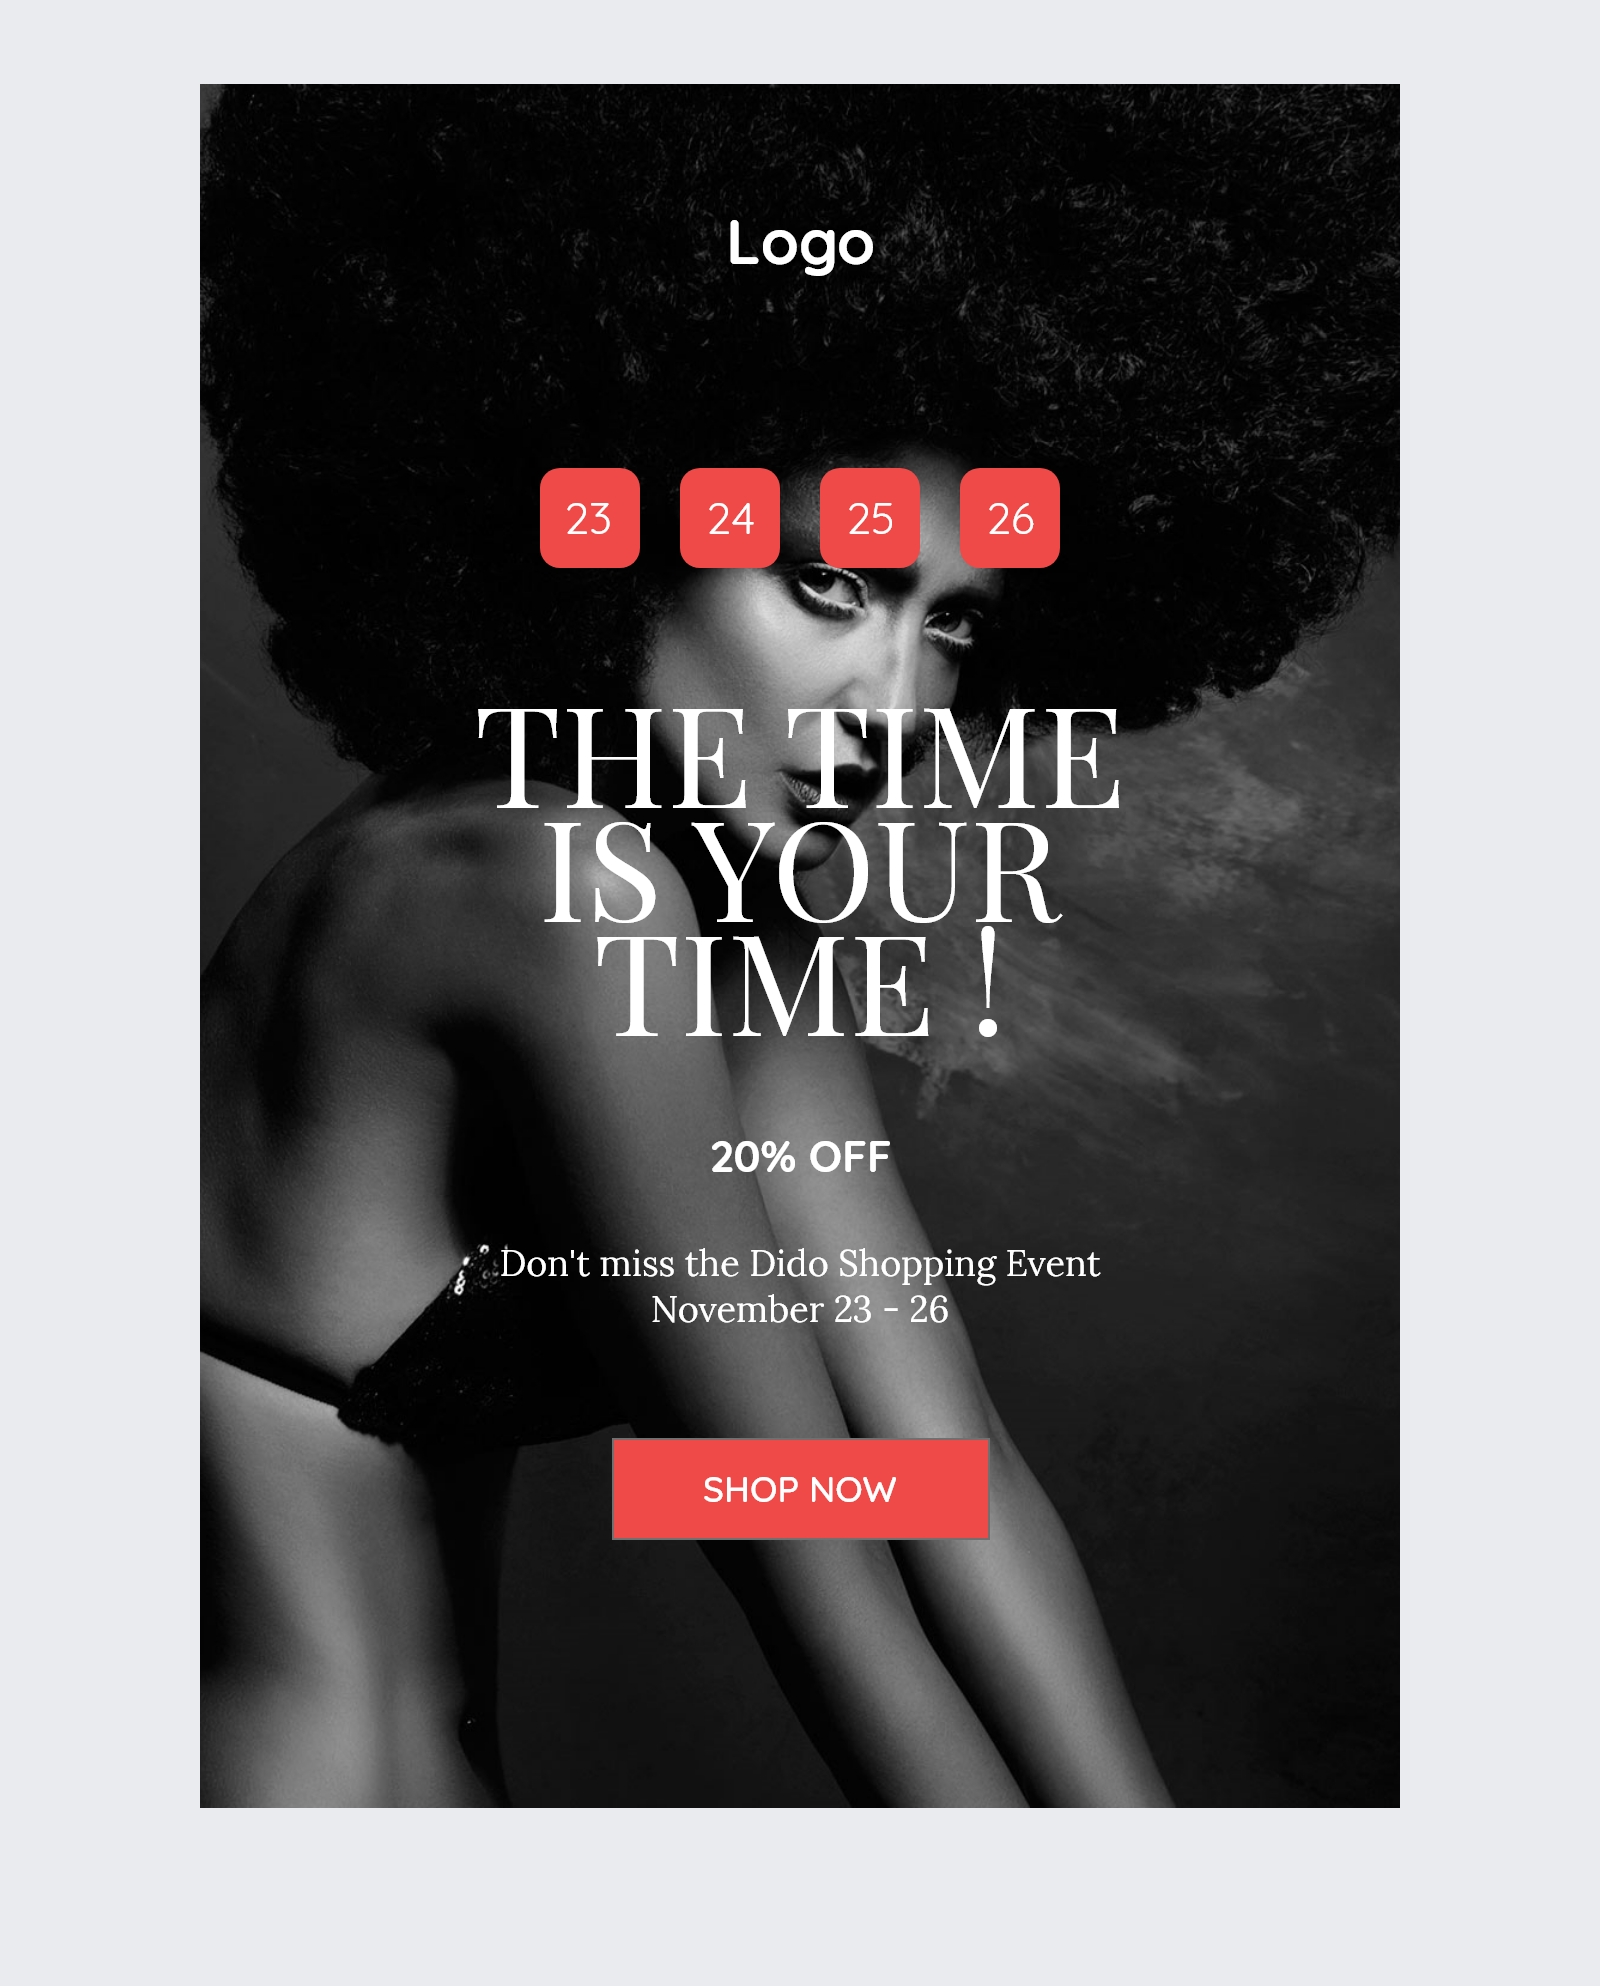 Logo
23 24 25 26
THE TIME
IS YOUR
TIME !
20% OFF
Don't miss the Dido Shopping Event
November 23 - 26
SHOP NOW